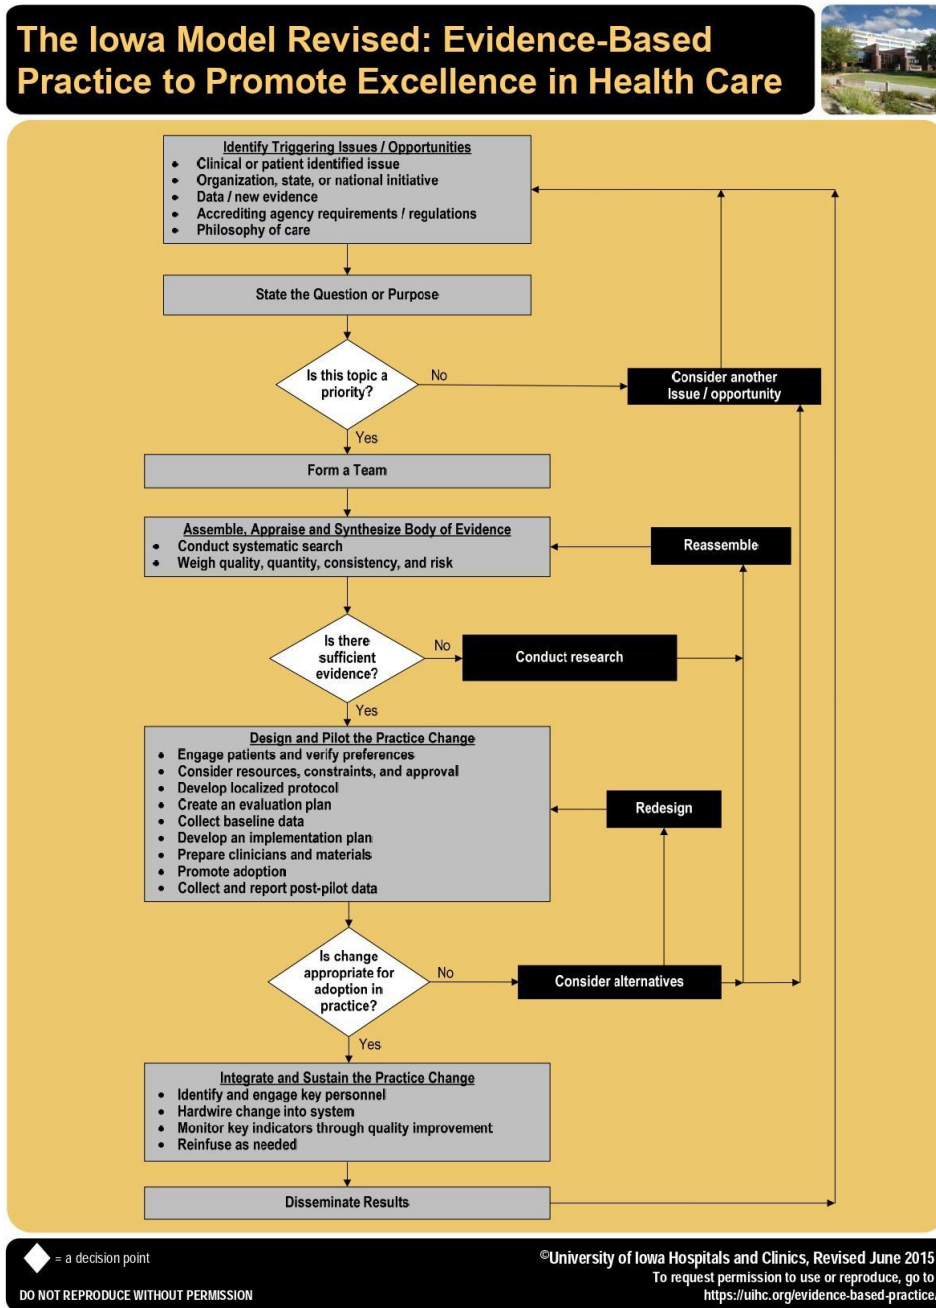 The Iowa Model Revised: Evidence-Based
Practice to Promote Excellence in Health Care
Identify Triggering Issues / Opportunities
• Clinical or patient identified issue
• Organization, state, or national initiative
• Data / new evidence
• Accrediting agency requirements / regulations
• Philosophy of care
State the Question or Purpose
Is this topic a
priority?
No
Consider another
Issue / opportunity
Yes
Form a Team
Assemble, Appraise and Synthesize Body of Evidence
• Conduct systematic search
• Weigh quality, quantity, consistency, and risk
Reassemble
Is there
sufficient
evidence?
No
Conduct research
Yes
Design and Pilot the Practice Change
• Engage patients and verify preferences
• Consider resources, constraints, and approval
• Develop localized protocol
• Create an evaluation plan
• Collect baseline data
• Develop an implementation plan
• Prepare clinicians and materials
• Promote adoption
• Collect and report post-pilot data
Redesign
Is change
appropriate for
adoption in
practice?
No
Consider alternatives
Yes
Integrate and Sustain the Practice Change
• Identify and engage key personnel
• Hardwire change into system
• Monitor key indicators through quality improvement
• Reinfuse as needed
Disseminate Results
= a decision point
DO NOT REPRODUCE WITHOUT PERMISSION
©University of Iowa Hospitals and Clinics, Revised June 2015
To request permission to use or reproduce, go to
https://uihc.org/evidence-based-practice/